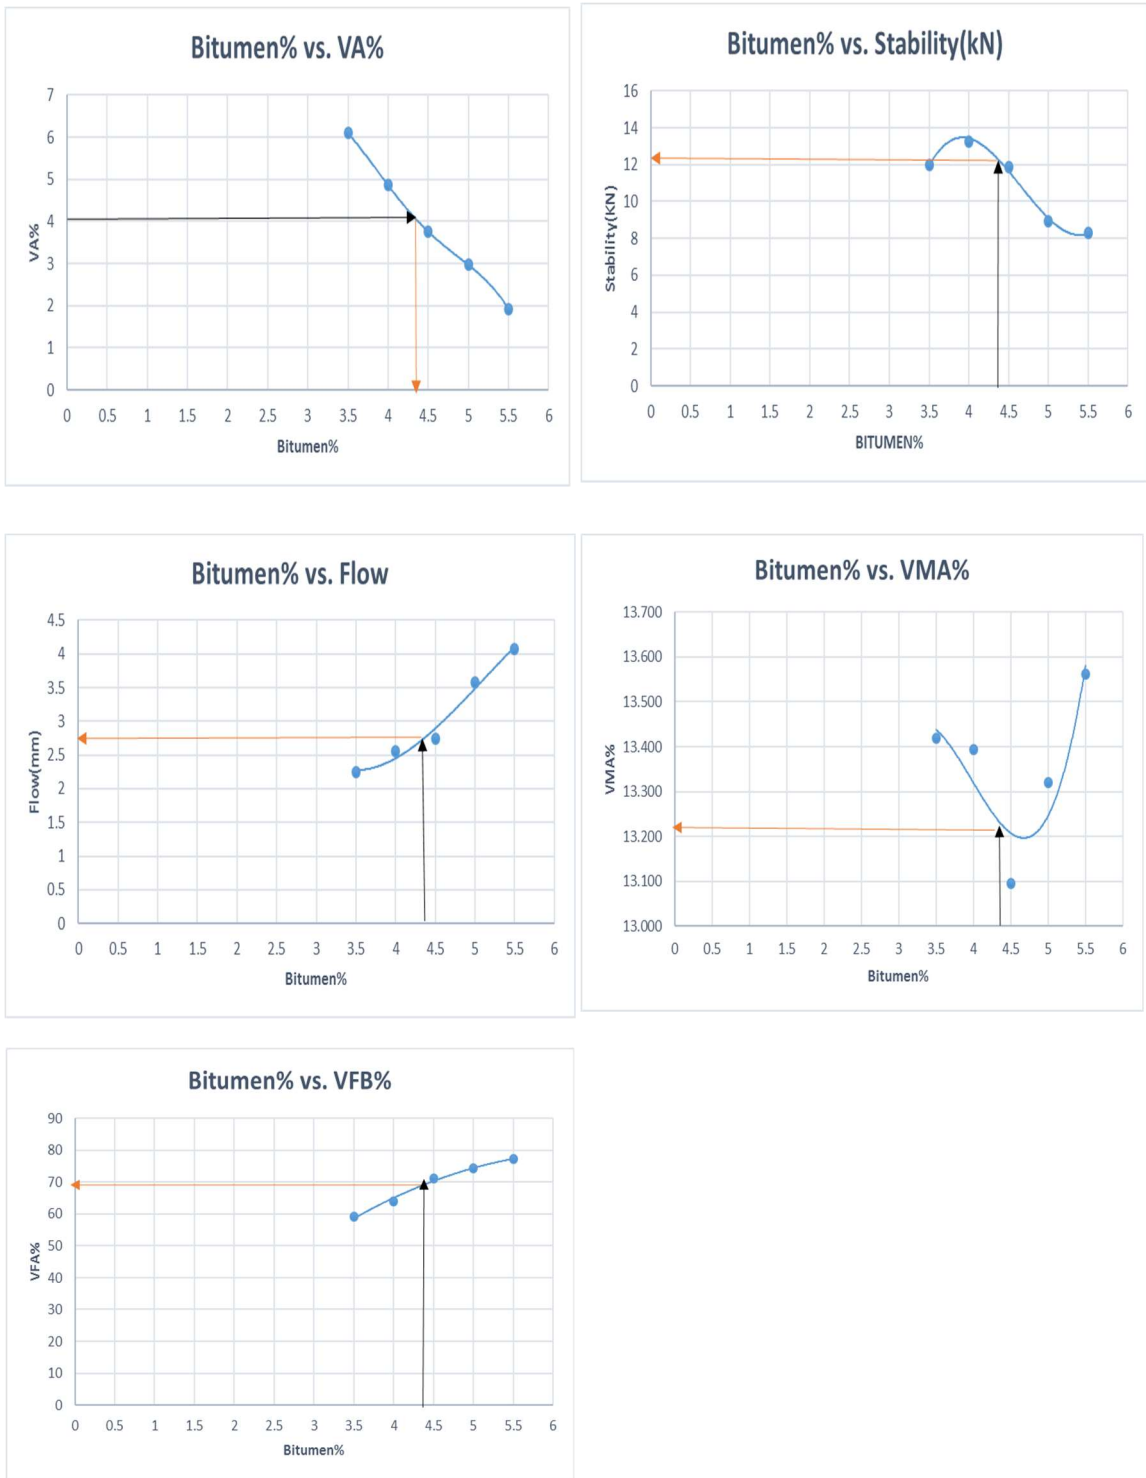 Bitumen% vs. VA%
7
6
5
4
3
2
1
0
VA%
0 0.5 1 1.5 2 2.5 3 3.5 4 4.5 5 5.5 6
Bitumen%
Bitumen% vs. Stability(kN)
16
14
12
10
8
6
4
2
0
Stability(KN)
0 0.5 1 1.5 2 2.5 3 3.5 4 4.5 5 5.5 6
BITUMEN%
Bitumen% vs. Flow
4.5
4
3.5
3
2.5
2
1.5
1
0.5
0
Flow(mm)
0 0.5 1 1.5 2 2.5 3 3.5 4 4.5 5 5.5 6
Bitumen%
Bitumen% vs. VMA%
13.700
13.600
13.500
13.400
13.300
13.200
13.100
13.000
VMA%
0 0.5 1 1.5 2 2.5 3 3.5 4 4.5 5 5.5 6
Bitumen%
Bitumen% vs. VFB%
90
80
70
60
50
40
30
20
10
0
VFA%
0 0.5 1 1.5 2 2.5 3 3.5 4 4.5 5 5.5 6
Bitumen%